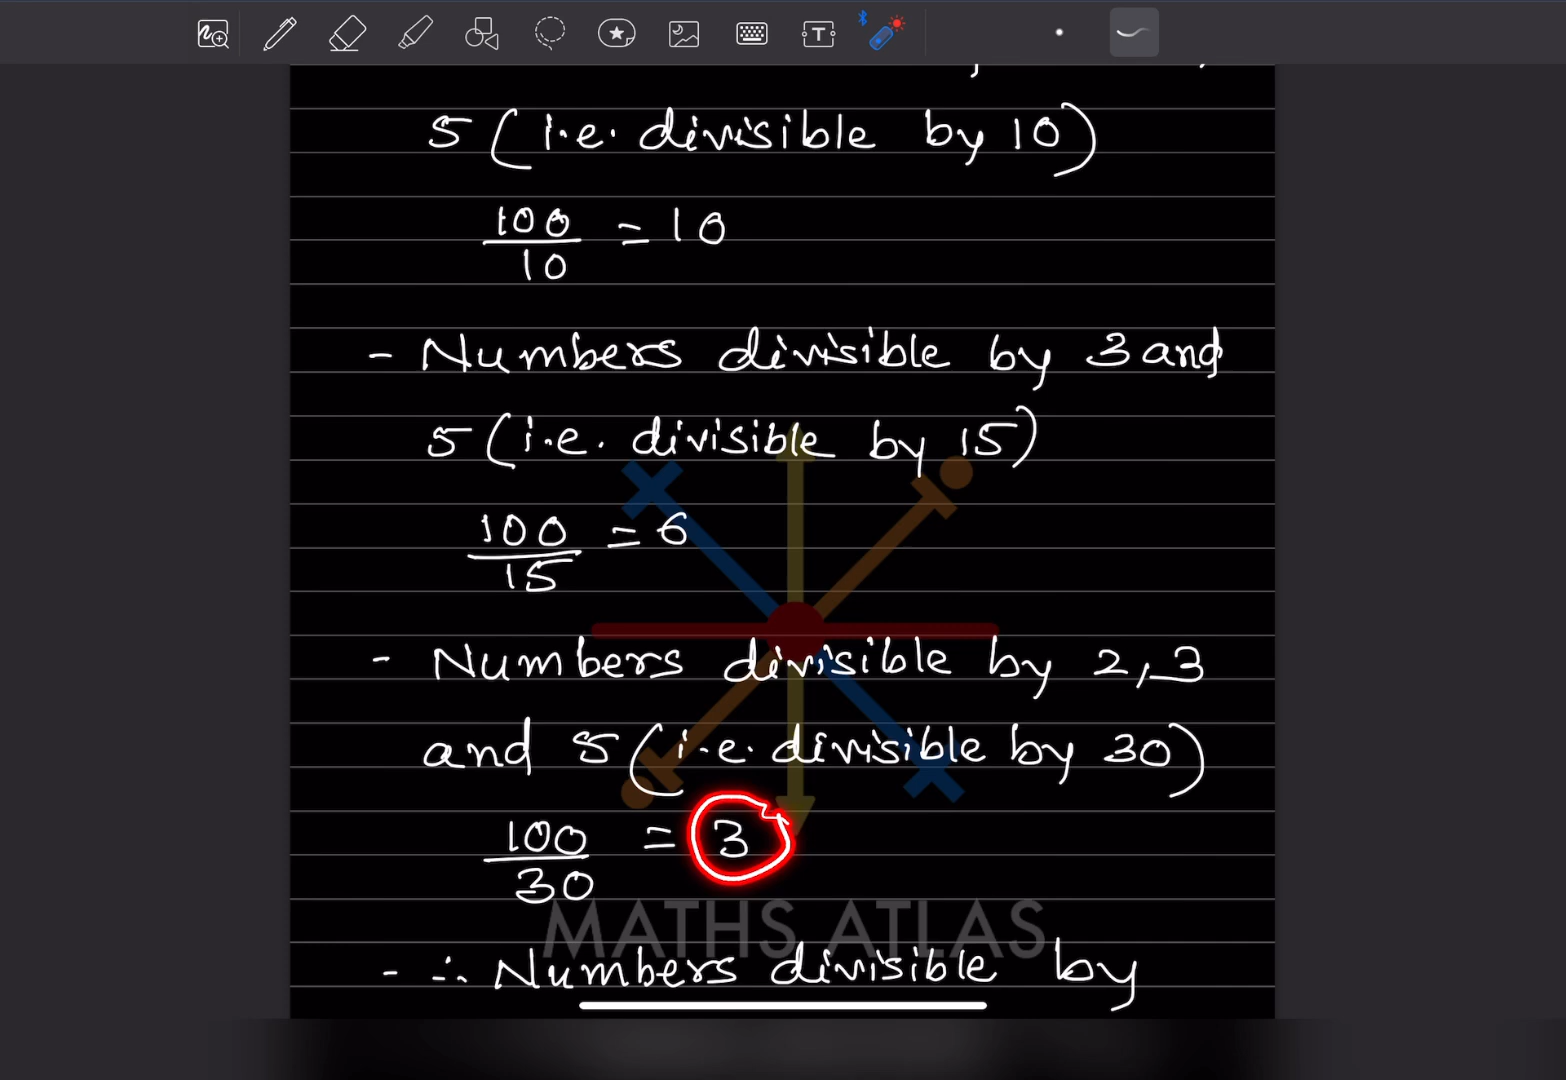 5 (i.e. divisible by 10)
100/10 = 10
- Numbers divisible by 3 and
5 (i.e. divisible by 15)
100/15 = 6
- Numbers divisible by 2, 3
and 5 (i.e. divisible by 30)
100/30 = 3
MATHS ATLAS
- ∴ Numbers divisible by